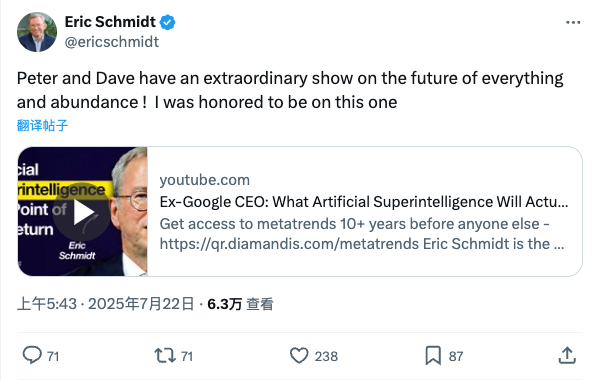 Eric Schmidt
@ericschmidt
Peter and Dave have an extraordinary show on the future of everything
and abundance ! I was honored to be on this one
翻译帖子
cial
rintelligence
Point of
eturn
Eric
Schmidt
youtube.com
Ex-Google CEO: What Artificial Superintelligence Will Actu...
Get access to metatrends 10+ years before anyone else -
https://qr.diamandis.com/metatrends Eric Schmidt is the ...
上午5:43 · 2025年7月22日 · 6.3万 查看
71 71 238 87